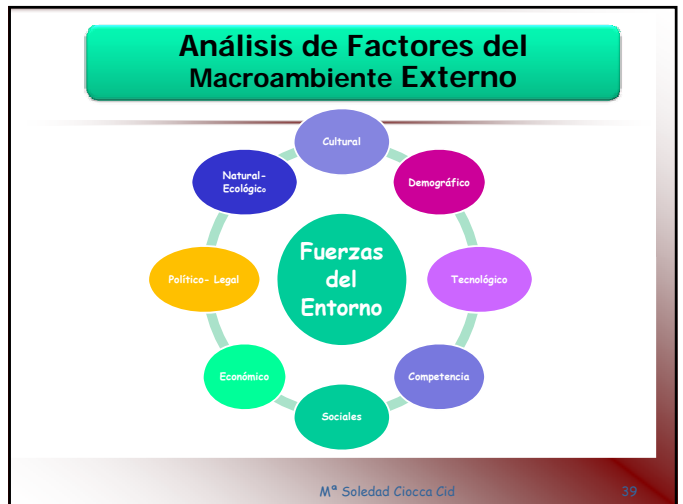 Análisis de Factores del
Macroambiente Externo
Cultural
Demográfico
Tecnológico
Competencia
Sociales
Económico
Político- Legal
Natural-
Ecológico
Fuerzas
del
Entorno
Mª Soledad Ciocca Cid
39